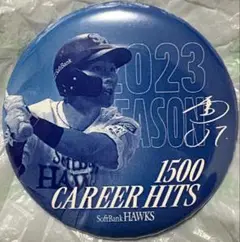 2023
SEASON
1500
CAREER HITS
SoftBank HAWKS